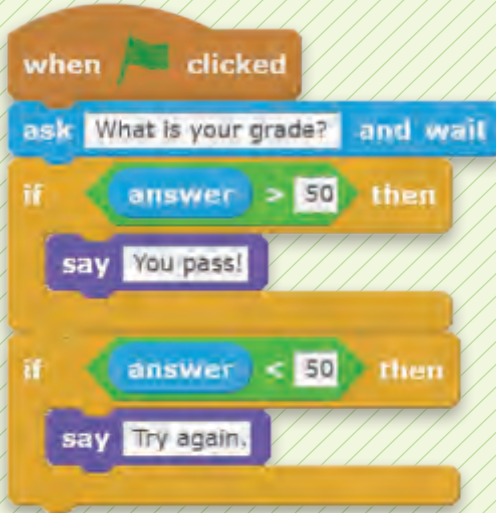 when clicked
ask What is your grade? and wait
if answer > 50 then
say You pass!
if answer < 50 then
say Try again.